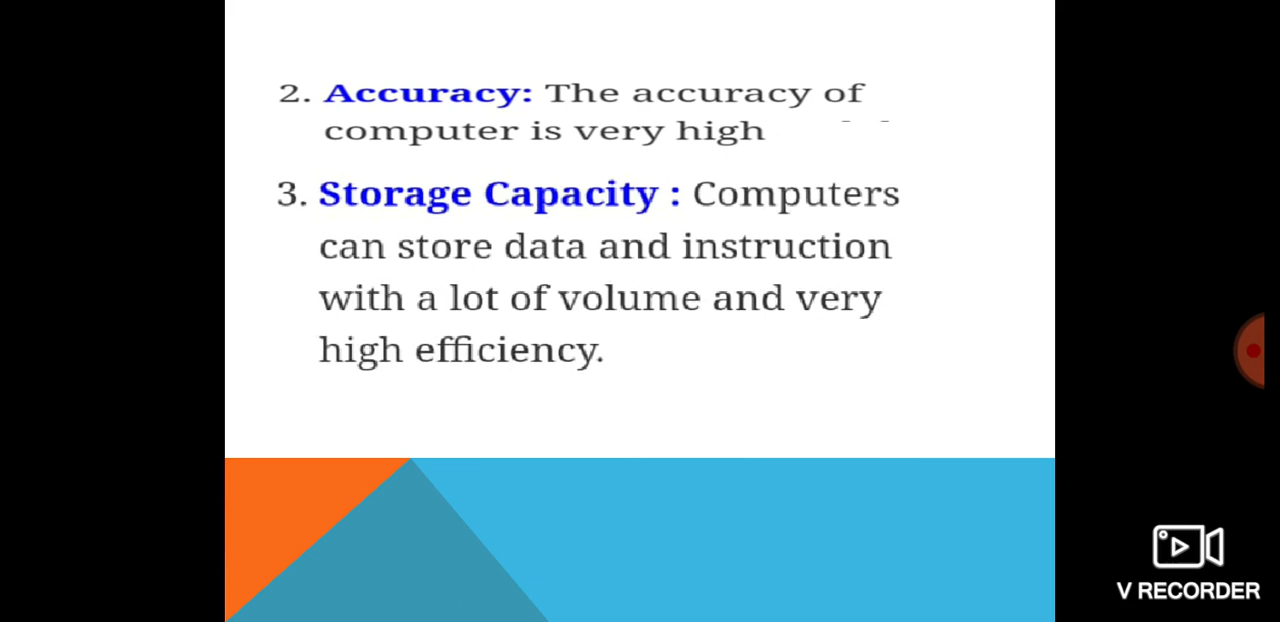 2. Accuracy: The accuracy of
computer is very high
3. Storage Capacity : Computers
can store data and instruction
with a lot of volume and very
high efficiency.
V RECORDER